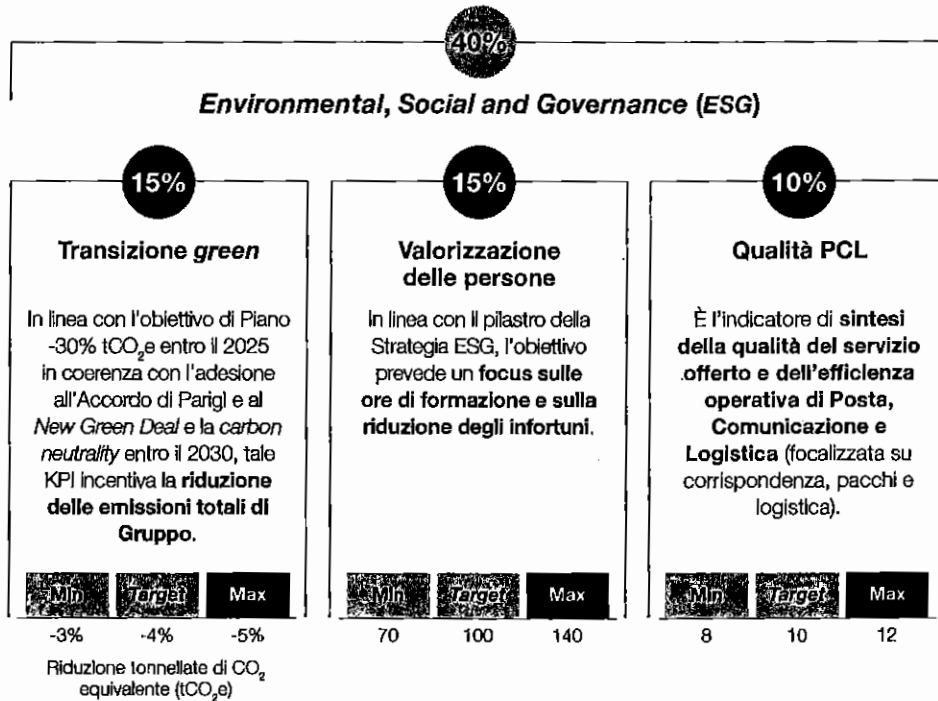 40%
Environmental, Social and Governance (ESG)
15%
Transizione green
In linea con l'obiettivo di Piano
-30% tCO₂e entro il 2025
in coerenza con l'adesione
all'Accordo di Parigi e al
New Green Deal e la carbon
neutrality entro il 2030, tale
KPI incentiva la riduzione
delle emissioni totali di
Gruppo.
Min Target Max
-3% -4% -5%
Riduzione tonnellate di CO₂
equivalente (tCO₂e)
15%
Valorizzazione
delle persone
In linea con il pilastro della
Strategia ESG, l'obiettivo
prevede un focus sulle
ore di formazione e sulla
riduzione degli infortuni.
Min Target Max
70 100 140
10%
Qualità PCL
È l'indicatore di sintesi
della qualità del servizio
offerto e dell'efficienza
operativa di Posta,
Comunicazione e
Logistica (focalizzata su
corrispondenza, pacchi e
logistica).
Min Target Max
8 10 12